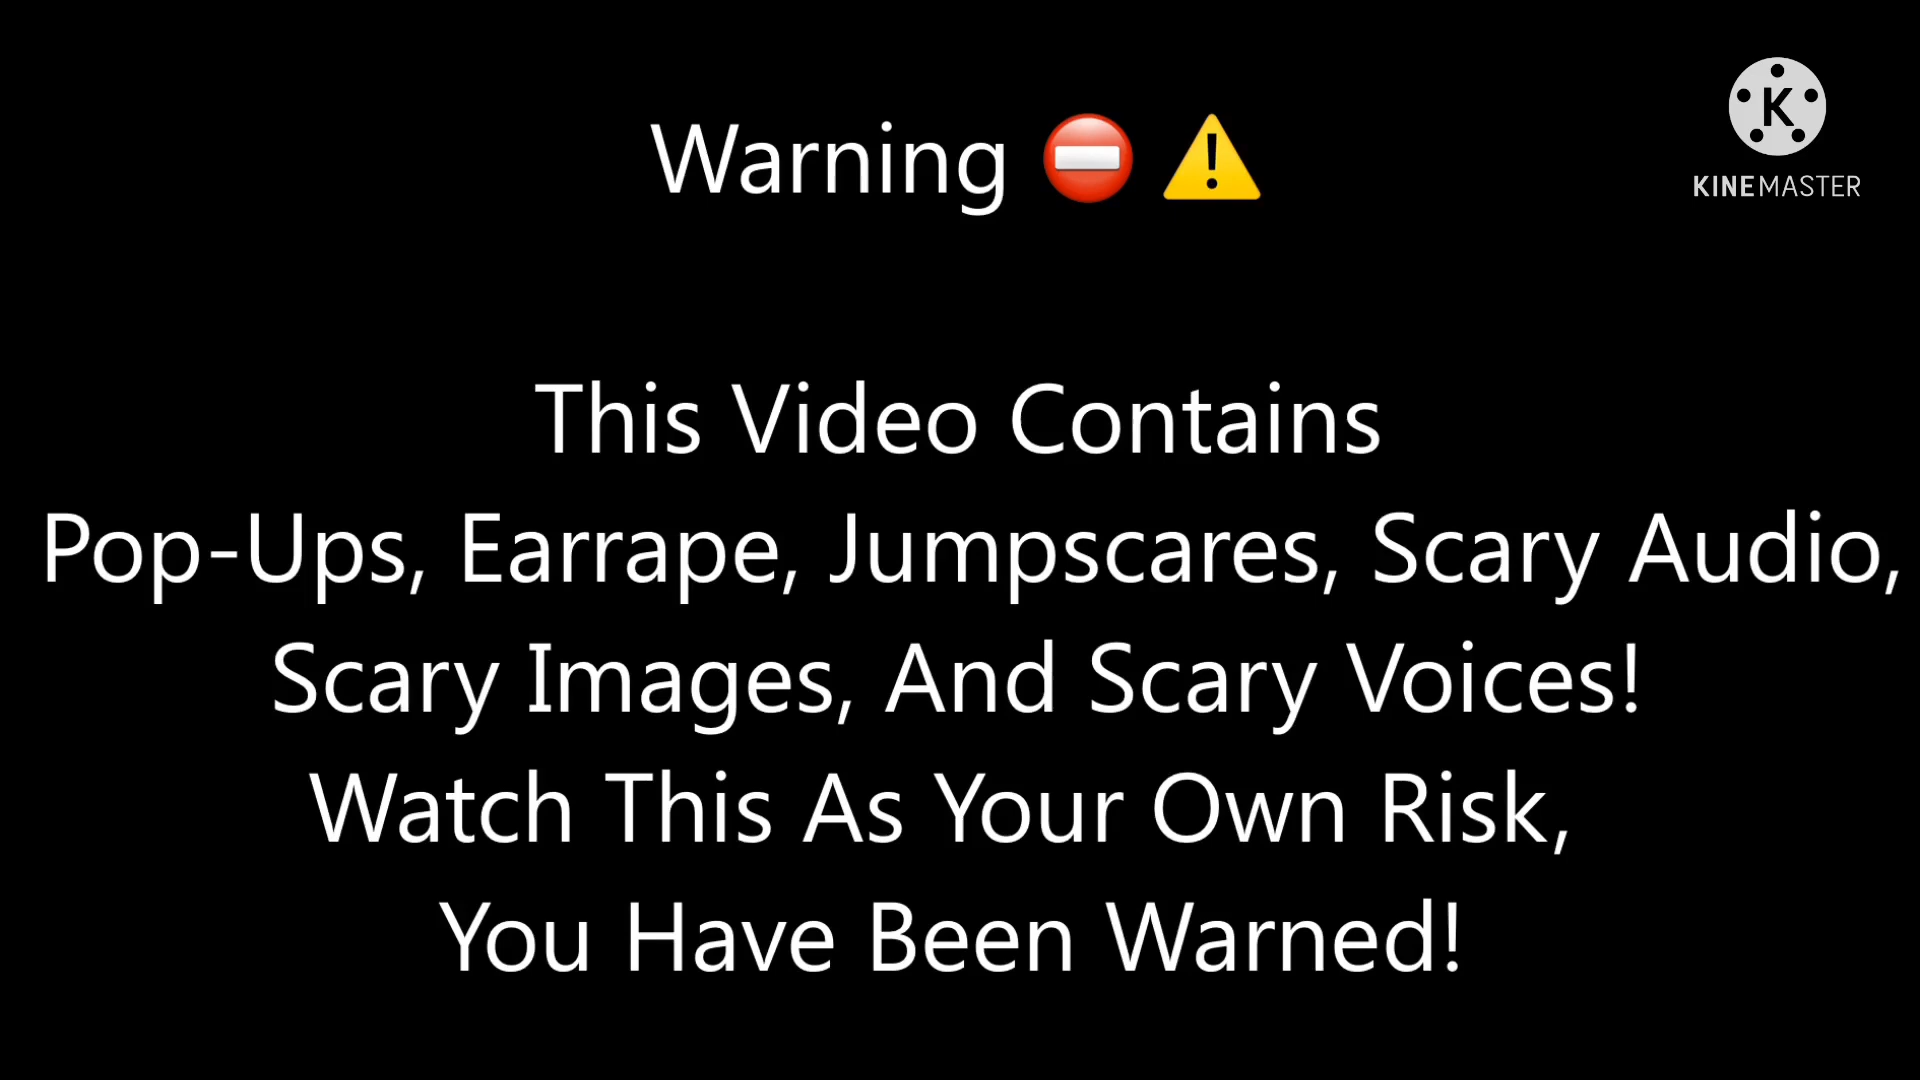 Warning ⛔ ⚠️
K
KINEMASTER
This Video Contains
Pop-Ups, Earrape, Jumpscares, Scary Audio,
Scary Images, And Scary Voices!
Watch This As Your Own Risk,
You Have Been Warned!